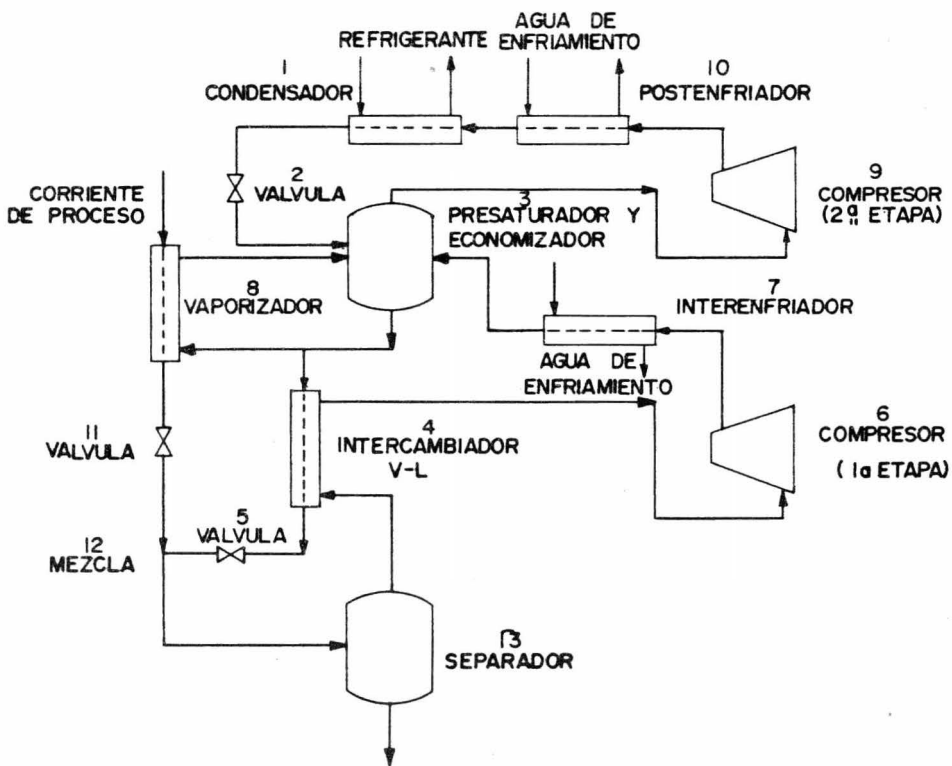 AGUA DE
REFRIGERANTE ENFRIAMIENTO
1
CONDENSADOR
10
POSTENFRIADOR
2
VALVULA
9
COMPRESOR
(2ª ETAPA)
CORRIENTE
DE PROCESO
3
PRESATURADOR Y
ECONOMIZADOR
8
VAPORIZADOR
7
INTERENFRIADOR
AGUA DE
ENFRIAMIENTO
11
VALVULA
4
INTERCAMBIADOR
V-L
6
COMPRESOR
(1a ETAPA)
5
VALVULA
12
MEZCLA
13
SEPARADOR